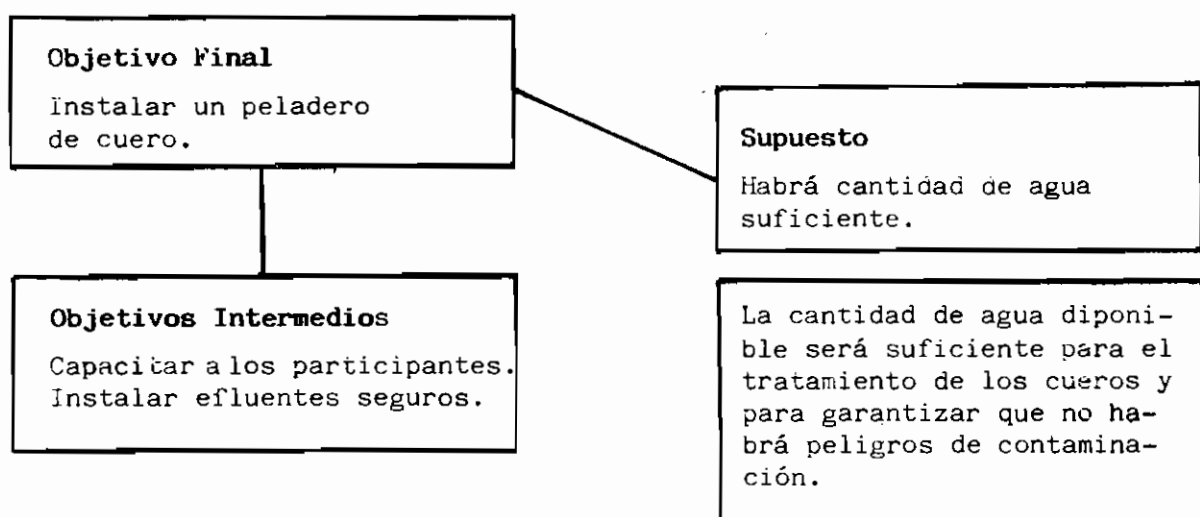 Objetivo Final
Instalar un peladero
de cuero.
Supuesto
Habrá cantidad de agua
suficiente.
Objetivos Intermedios
Capacitar a los participantes.
Instalar efluentes seguros.
La cantidad de agua diponi-
ble será suficiente para el
tratamiento de los cueros y
para garantizar que no ha-
brá peligros de contamina-
ción.